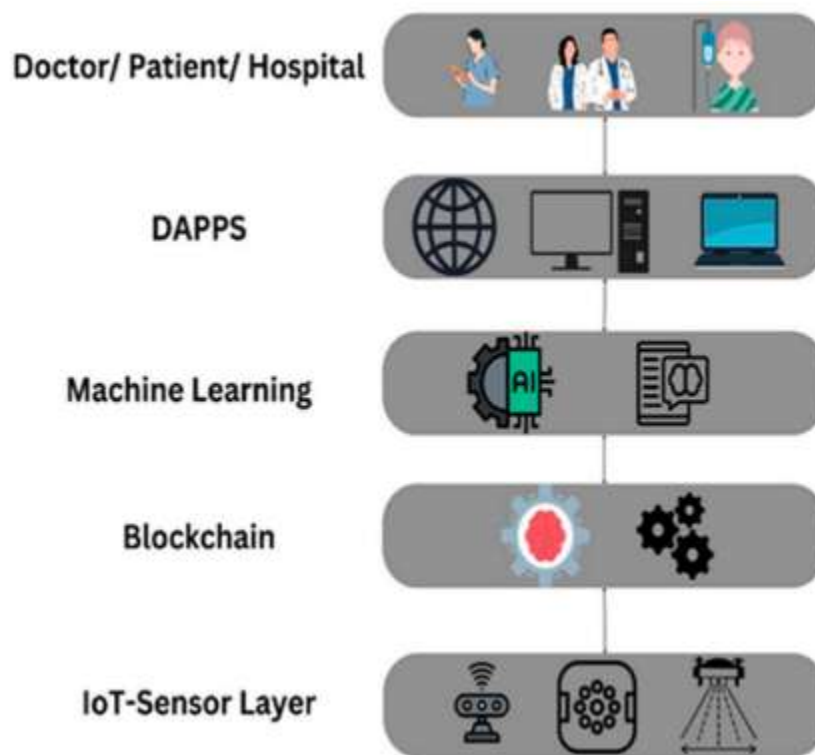 Doctor/ Patient/ Hospital
DAPPS
Machine Learning
AI
Blockchain
IoT-Sensor Layer